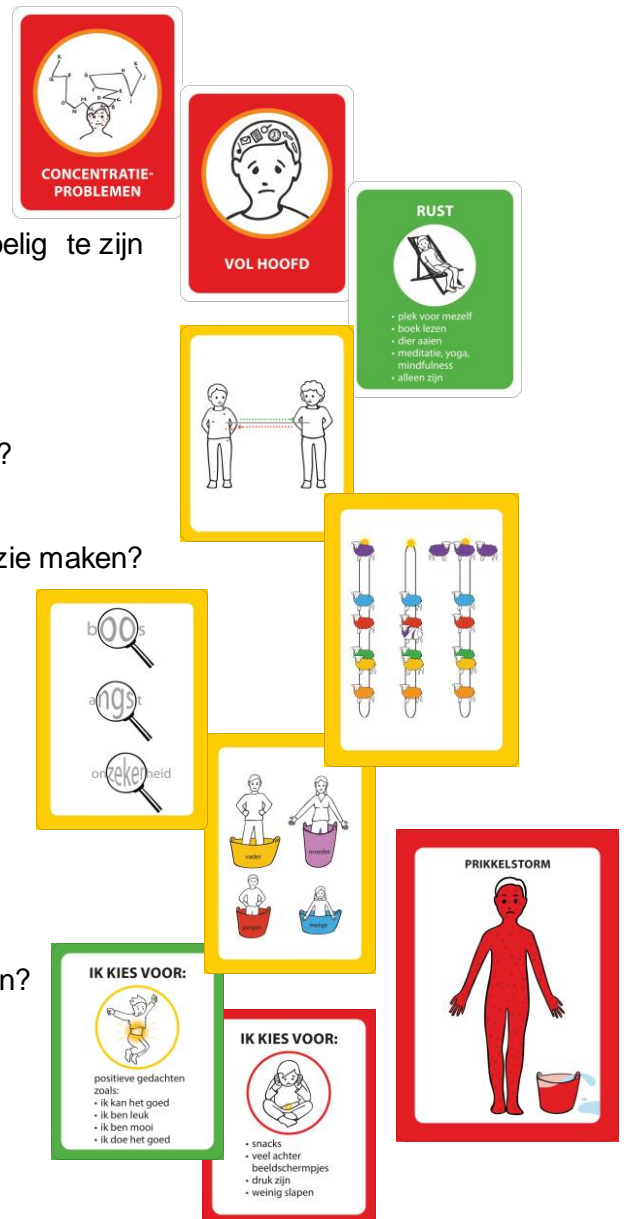 CONCENTRATIE-
PROBLEMEN
VOL HOOFD
RUST
• plek voor mezelf
• boek lezen
• dier aaien
• meditatie, yoga,
mindfulness
• alleen zijn
te zijn
?
maken?
boos
angst
onzekerheid
vader
moeder
jongen
meisje
PRIKKELSTORM
?
IK KIES VOOR:
positieve gedachten
zoals:
• ik kan het goed
• ik ben leuk
• ik ben mooi
• ik doe het goed
IK KIES VOOR:
• snacks
• veel achter
beeldschermpjes
• druk zijn
• weinig slapen